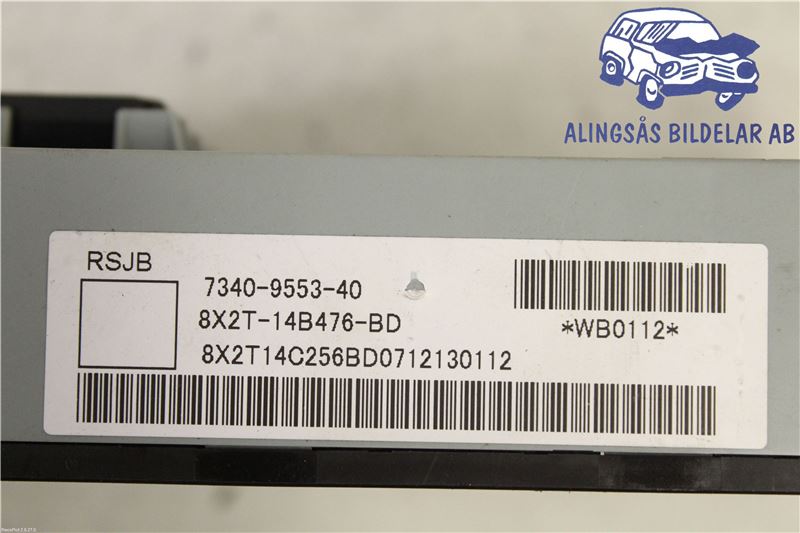 ALINGSÅS BILDELAR AB
RSJB
7340-9553-40
8X2T-14B476-BD
*WB0112*
8X2T14C256BD0712130112